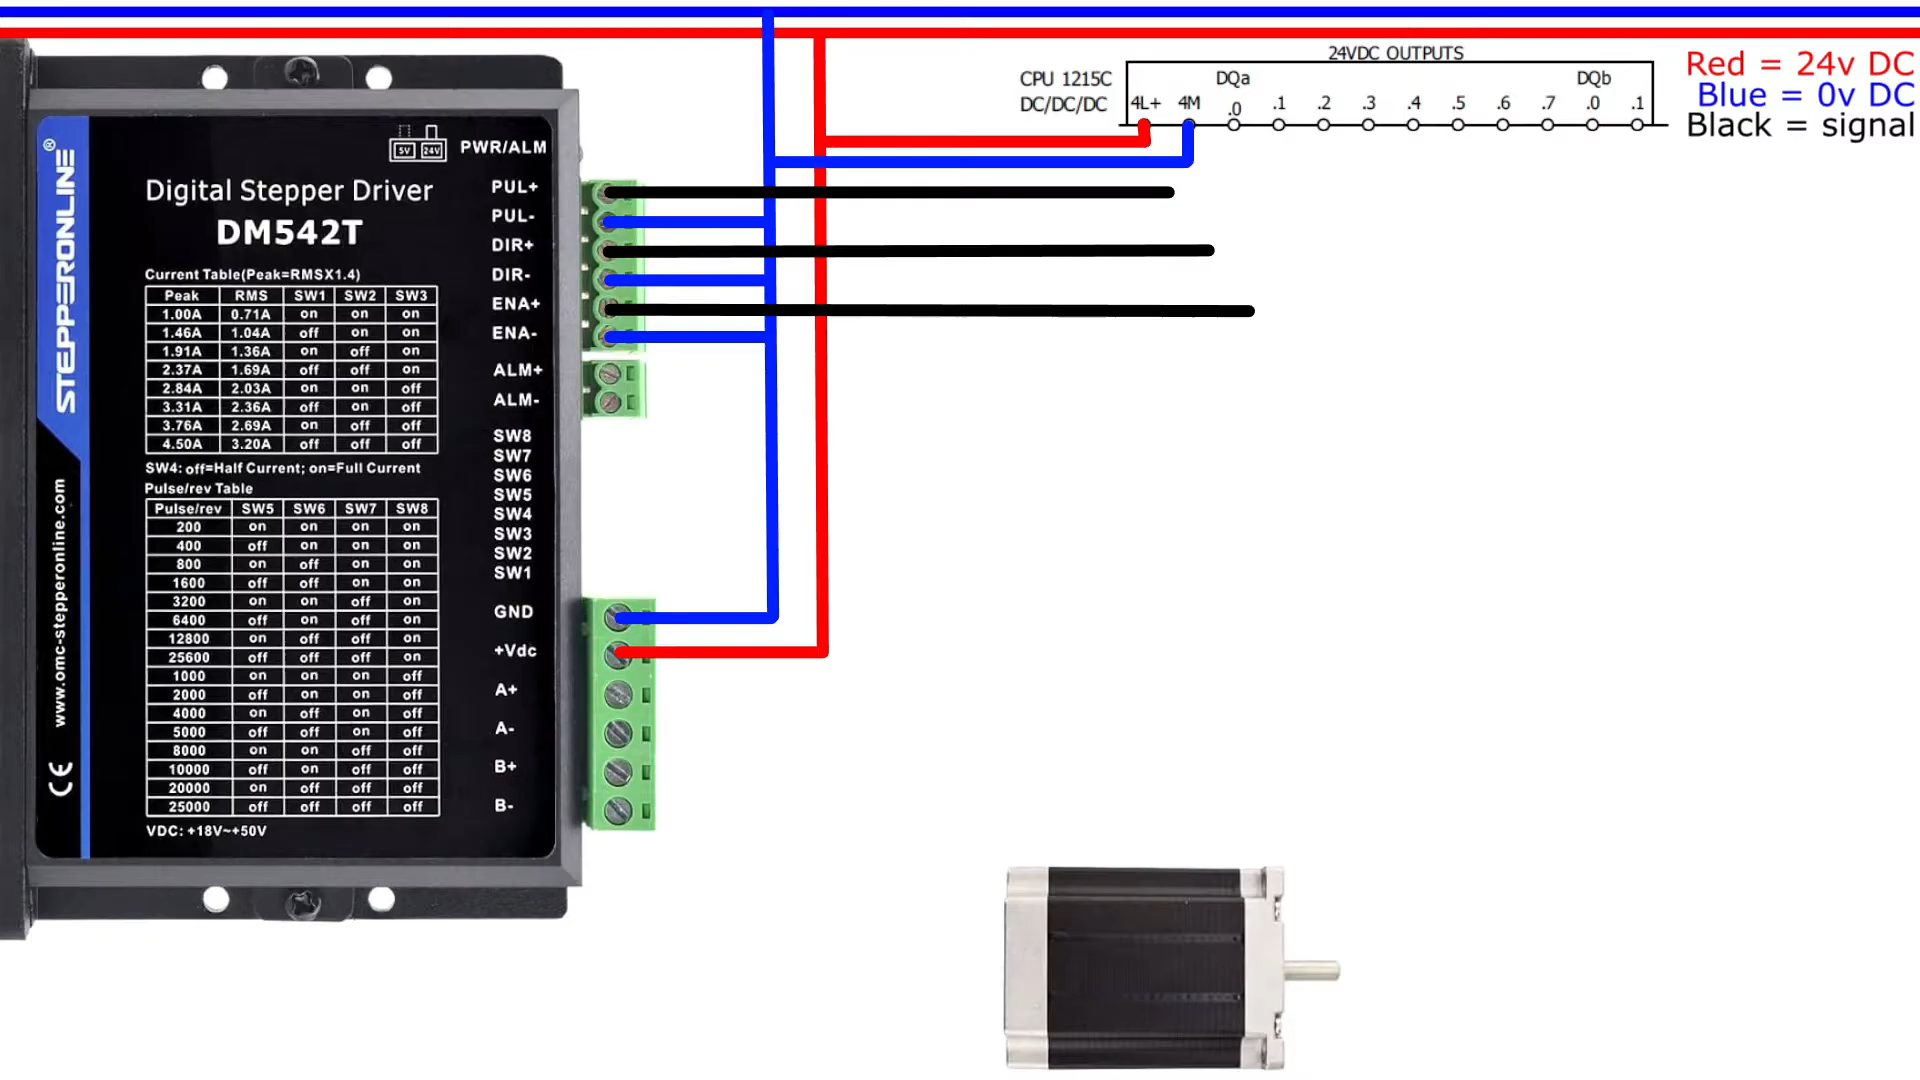 24VDC OUTPUTS
CPU 1215C
DC/DC/DC
DQa
DQb
4L+ 4M .0 .1 .2 .3 .4 .5 .6 .7 .0 .1
Red = 24v DC
Blue = 0v DC
Black = signal
STEPPERONLINE®
www.omc-stepperonline.com
CE
5V 24V PWR/ALM
Digital Stepper Driver
DM542T
Current Table(Peak=RMSX1.4)
Peak RMS SW1 SW2 SW3
1.00A 0.71A on on on
1.46A 1.04A off on on
1.91A 1.36A on off on
2.37A 1.69A off off on
2.84A 2.03A on on off
3.31A 2.36A off on off
3.76A 2.69A on off off
4.50A 3.20A off off off
SW4: off=Half Current; on=Full Current
Pulse/rev Table
Pulse/rev SW5 SW6 SW7 SW8
200 on on on on
400 off on on on
800 on off on on
1600 off off on on
3200 on on off on
6400 off on off on
12800 on off off on
25600 off off off on
1000 on on on off
2000 off on on off
4000 on off on off
5000 off off on off
8000 on on off off
10000 off on off off
20000 on off off off
25000 off off off off
VDC: +18V~+50V
PUL+
PUL-
DIR+
DIR-
ENA+
ENA-
ALM+
ALM-
SW8
SW7
SW6
SW5
SW4
SW3
SW2
SW1
GND
+Vdc
A+
A-
B+
B-